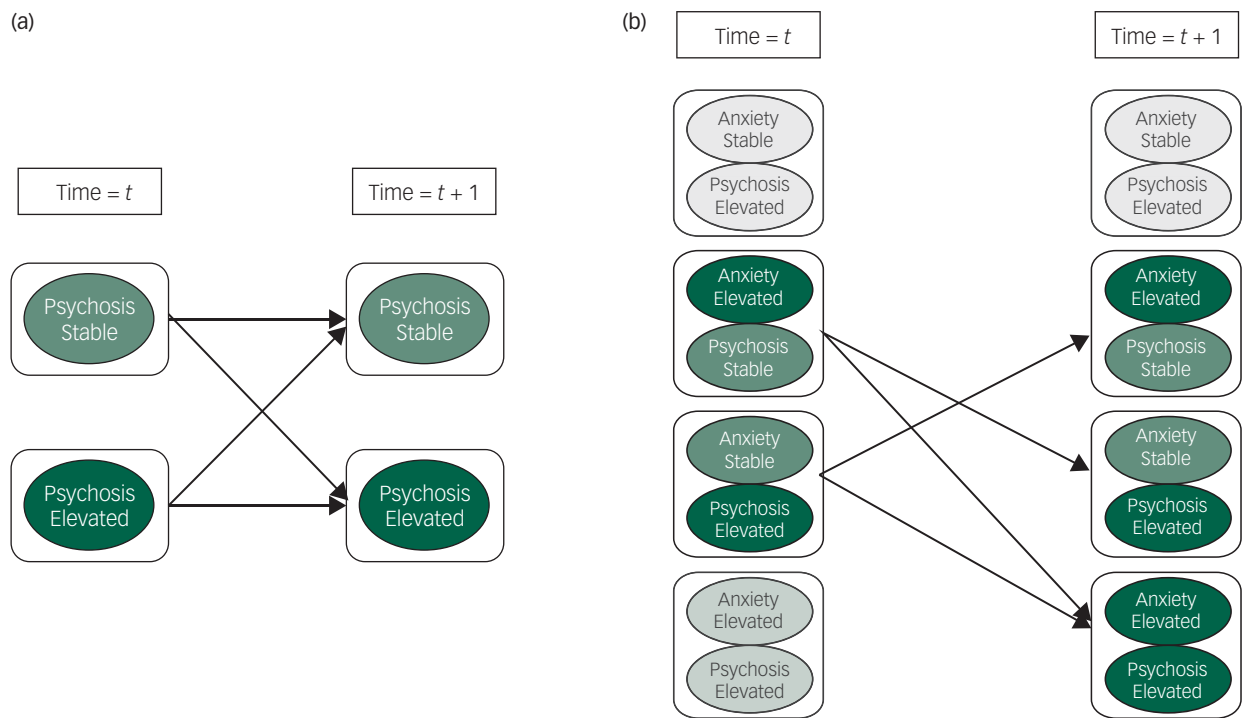 (a)
Time = t
Time = t + 1
Psychosis
Stable
Psychosis
Stable
Psychosis
Elevated
Psychosis
Elevated
(b)
Time = t
Time = t + 1
Anxiety
Stable
Psychosis
Elevated
Anxiety
Stable
Psychosis
Elevated
Anxiety
Elevated
Psychosis
Stable
Anxiety
Elevated
Psychosis
Stable
Anxiety
Stable
Psychosis
Elevated
Anxiety
Stable
Psychosis
Elevated
Anxiety
Elevated
Psychosis
Elevated
Anxiety
Elevated
Psychosis
Elevated